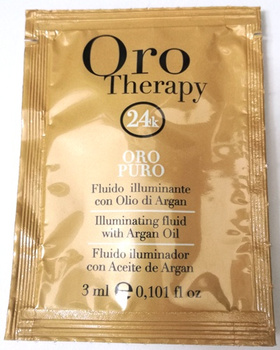 Oro
Therapy
24k
ORO
PURO
Fluido illuminante
con Olio di Argan
Illuminating fluid
with Argan Oil
Fluido iluminador
con Aceite de Argan
3 ml ℮ 0,101 fl oz